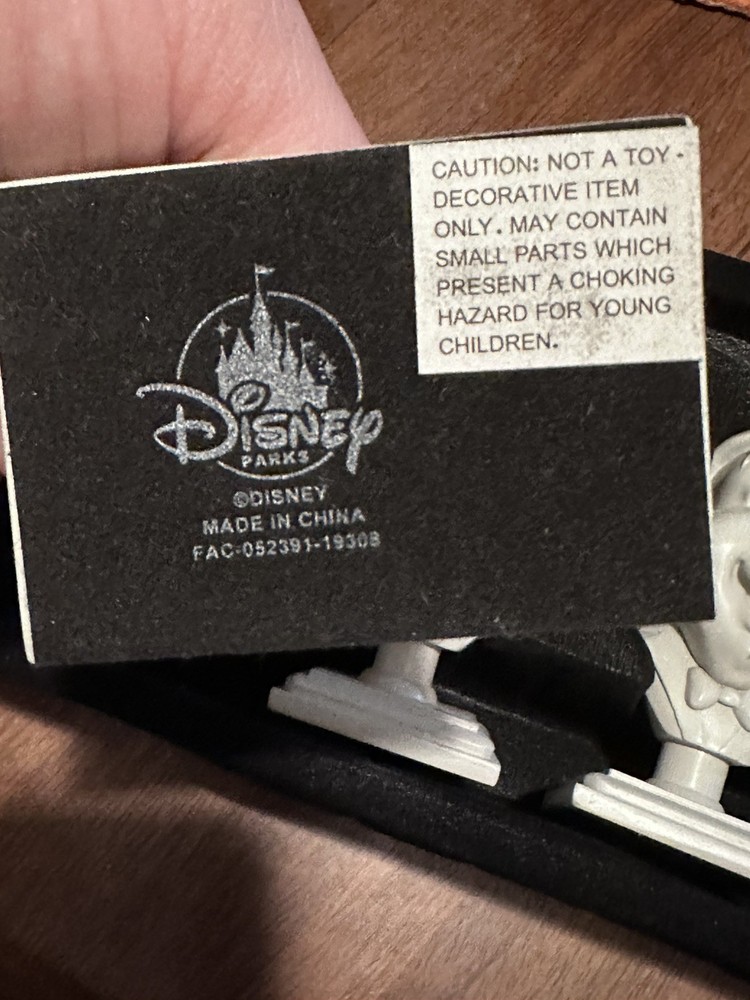 CAUTION: NOT A TOY -
DECORATIVE ITEM
ONLY. MAY CONTAIN
SMALL PARTS WHICH
PRESENT A CHOKING
HAZARD FOR YOUNG
CHILDREN.
Disney
PARKS
©DISNEY
MADE IN CHINA
FAC-052391-19308